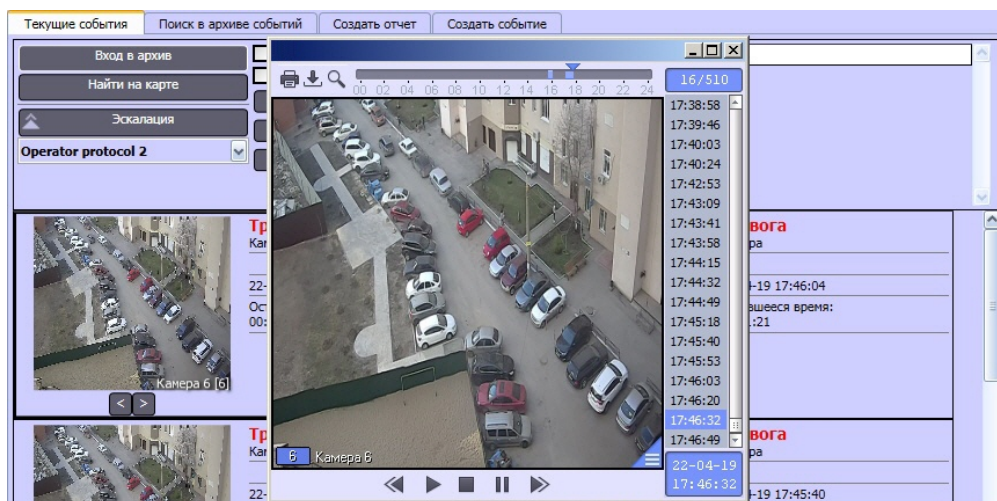 Текущие события
Поиск в архиве событий
Создать отчет
Создать событие
Вход в архив
Найти на карте
Эскалация
Operator protocol 2
16/510
00 02 04 06 08 10 12 14 16 18 20 22 24
17:38:58
17:39:46
17:40:03
17:40:24
17:42:53
17:43:09
17:43:41
17:43:58
17:44:15
17:44:32
17:44:49
17:45:18
17:45:40
17:45:53
17:46:03
17:46:20
17:46:32
17:46:49
22-04-19
17:46:32
6 Камера 6
Камера 6 [6]
< >
Тр
Кам
22-
Ос
00:
вога
ра
-19 17:46:04
вшееся время:
:21
Тр
Кам
22-
вога
ра
-19 17:45:40